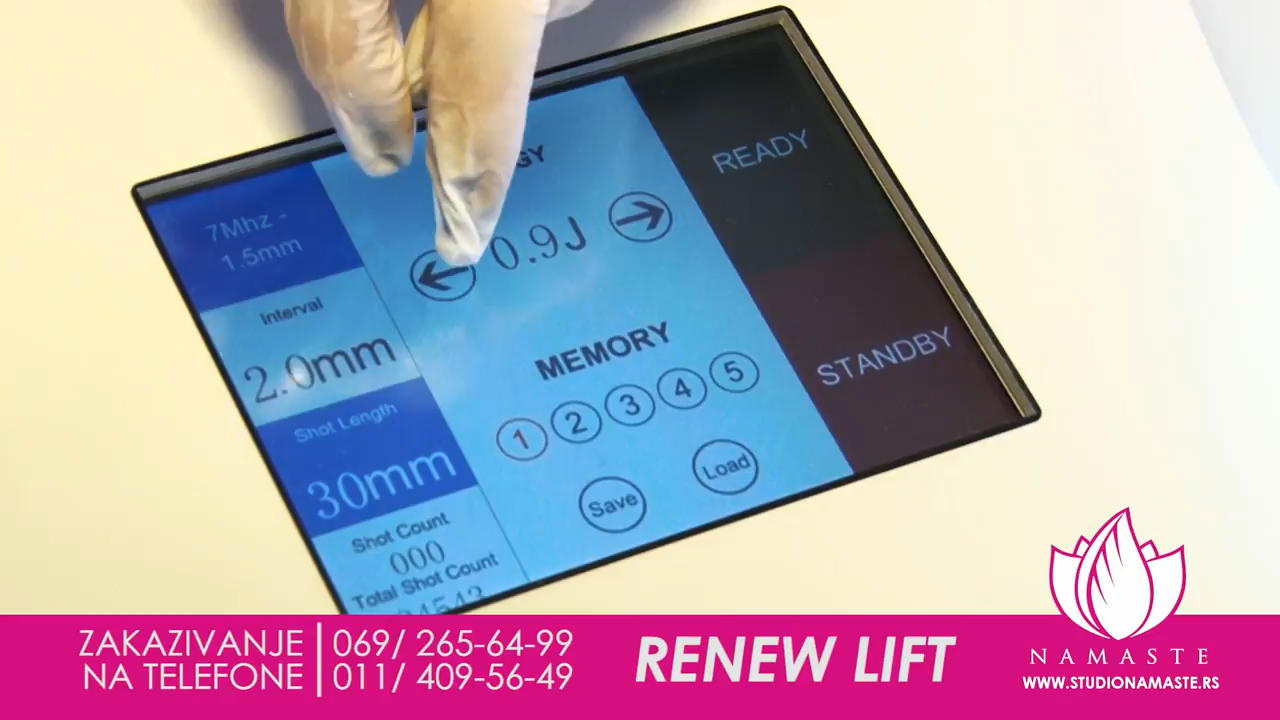 7Mhz -
1.5mm
Interval
2.0mm
Shot Length
30mm
Shot Count
000
Total Shot Count
0.9J
MEMORY
1 2 3 4 5
Save Load
READY
STANDBY
ZAKAZIVANJE
NA TELEFONE
069/ 265-64-99
011/ 409-56-49
RENEW LIFT
NAMASTE
WWW.STUDIONAMASTE.RS